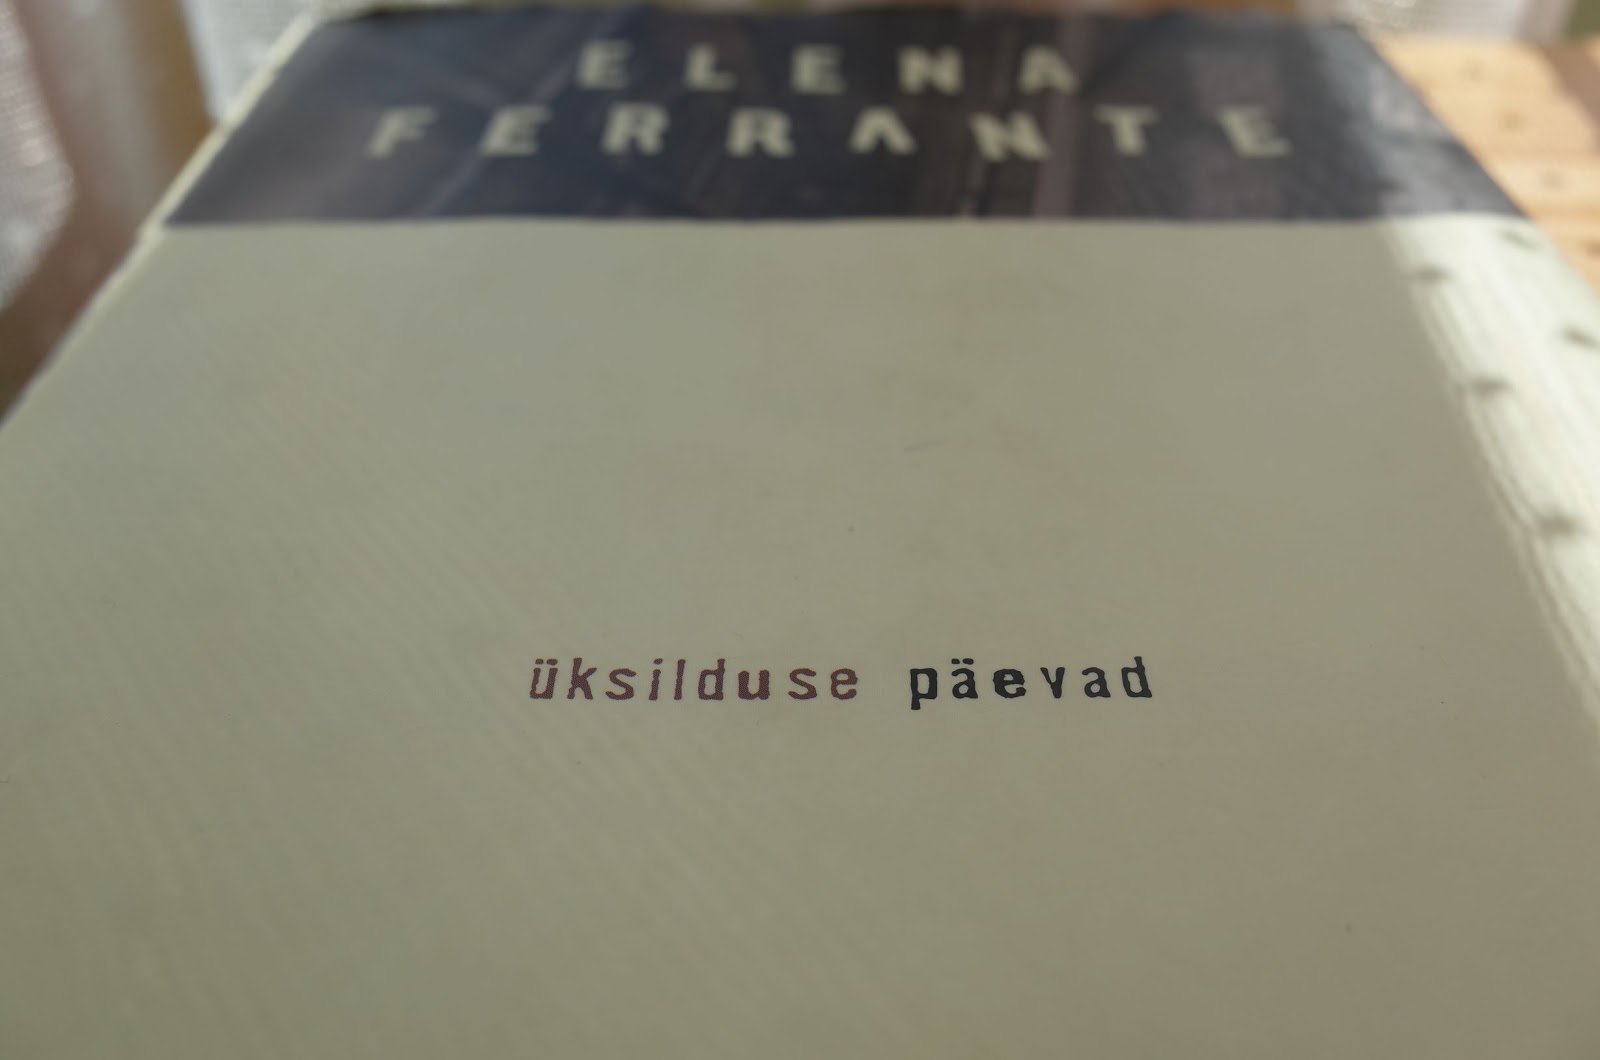 ELENA
FERRANTE
üksilduse päevad